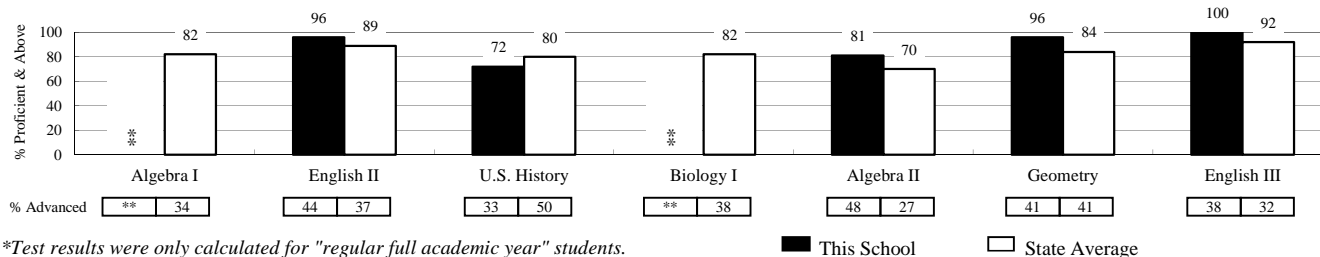 96 96 100
100 82 89 80 82 81 84 92
72 70
80
60
40
20 ** **
0
% Proficient & Above
Algebra I English II U.S. History Biology I Algebra II Geometry English III
% Advanced ** 34 44 37 33 50 ** 38 48 27 41 41 38 32
*Test results were only calculated for "regular full academic year" students. This School State Average